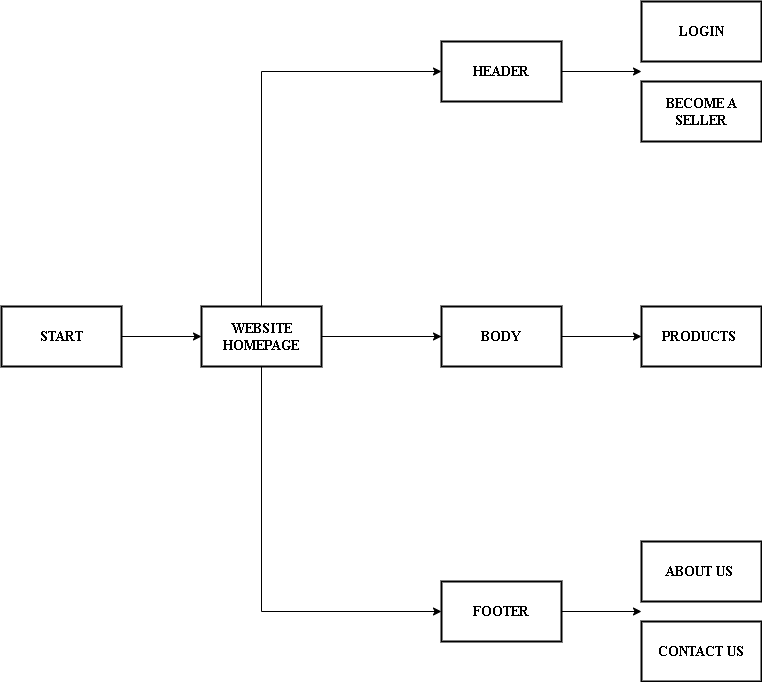 LOGIN
HEADER
BECOME A
SELLER
START
WEBSITE
HOMEPAGE
BODY
PRODUCTS
ABOUT US
FOOTER
CONTACT US